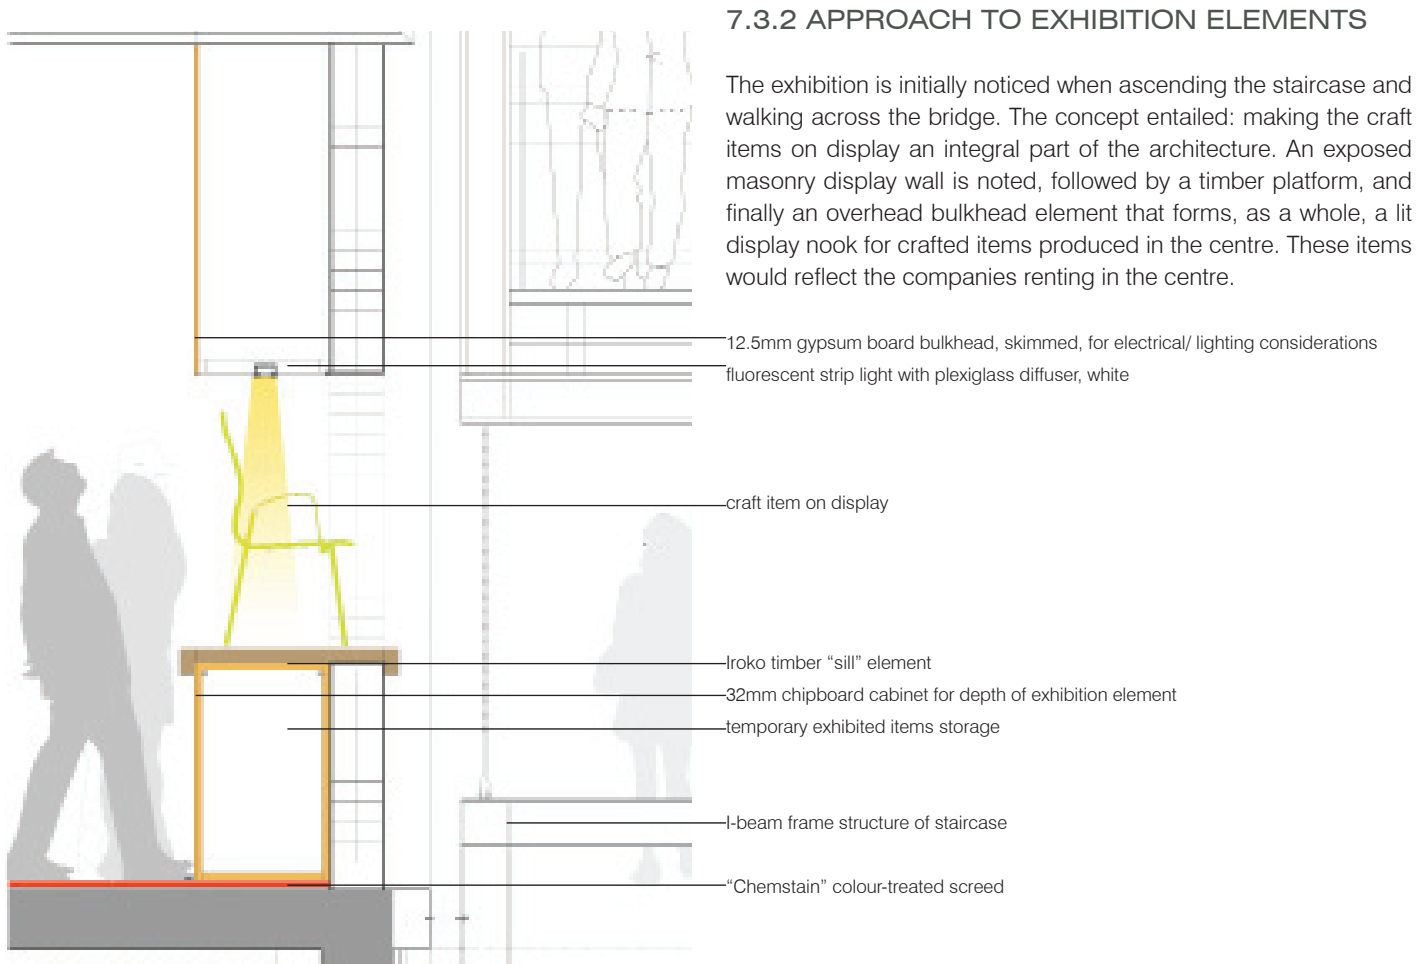 7.3.2 APPROACH TO EXHIBITION ELEMENTS
The exhibition is initially noticed when ascending the staircase and
walking across the bridge. The concept entailed: making the craft
items on display an integral part of the architecture. An exposed
masonry display wall is noted, followed by a timber platform, and
finally an overhead bulkhead element that forms, as a whole, a lit
display nook for crafted items produced in the centre. These items
would reflect the companies renting in the centre.
12.5mm gypsum board bulkhead, skimmed, for electrical/ lighting considerations
fluorescent strip light with plexiglass diffuser, white
craft item on display
Iroko timber “sill” element
32mm chipboard cabinet for depth of exhibition element
temporary exhibited items storage
I-beam frame structure of staircase
“Chemstain” colour-treated screed